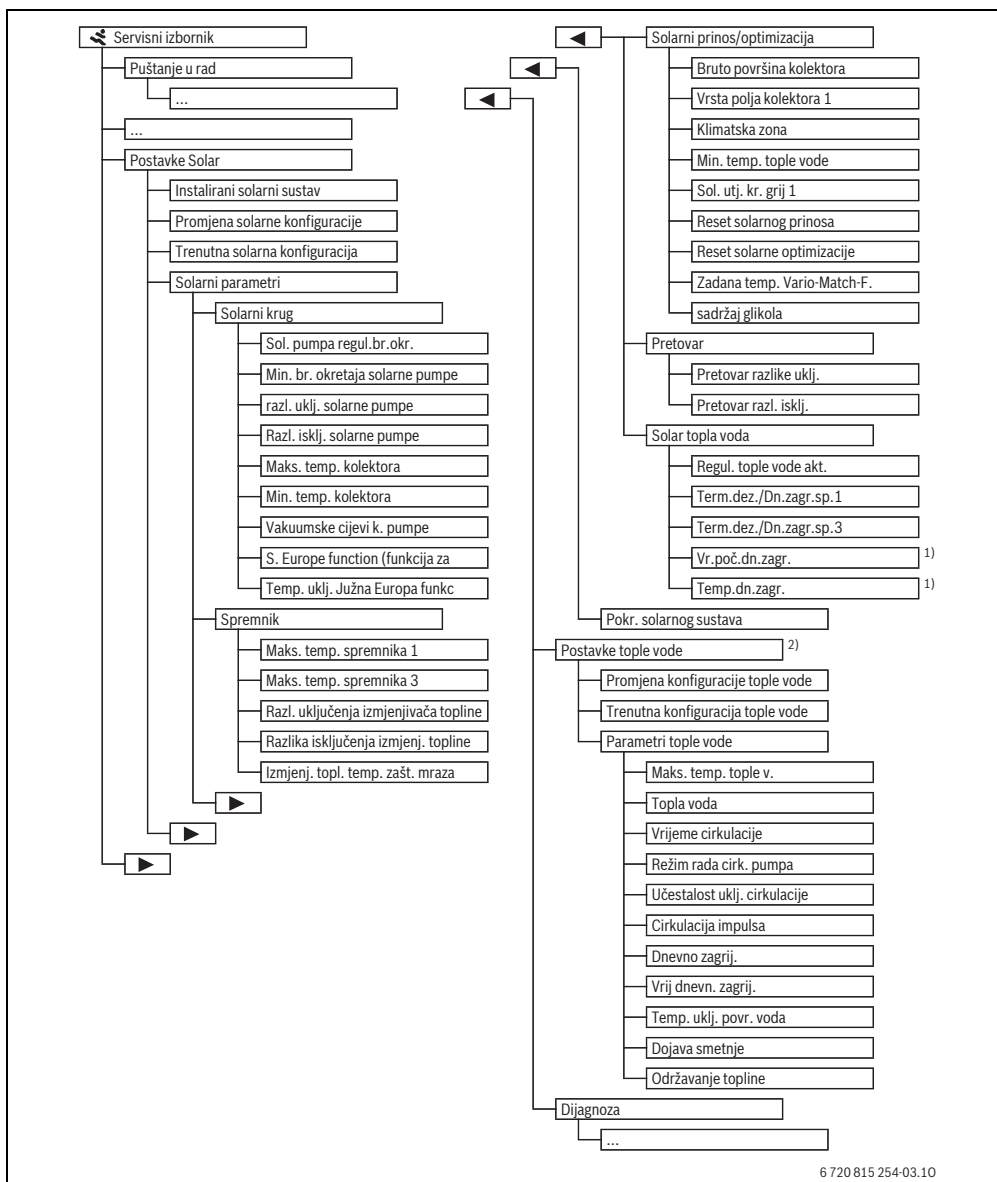 Servisni izbornik
Puštanje u rad
...
...
Postavke Solar
Instalirani solarni sustav
Promjena solarne konfiguracije
Trenutna solarna konfiguracija
Solarni parametri
Solarni krug
Sol. pumpa regul.br.okr.
Min. br. okretaja solarne pumpe
razl. uklj. solarne pumpe
Razl. isklj. solarne pumpe
Maks. temp. kolektora
Min. temp. kolektora
Vakuumske cijevi k. pumpe
S. Europe function (funkcija za
Temp. uklj. Južna Europa funkc
Spremnik
Maks. temp. spremnika 1
Maks. temp. spremnika 3
Razl. uključenja izmjenjivača topline
Razlika isključenja izmjenj. topline
Izmjenj. topl. temp. zašt. mraza
Solarni prinos/optimizacija
Bruto površina kolektora
Vrsta polja kolektora 1
Klimatska zona
Min. temp. tople vode
Sol. utj. kr. grij 1
Reset solarnog prinosa
Reset solarne optimizacije
Zadana temp. Vario-Match-F.
sadržaj glikola
Pretovar
Pretovar razlike uklj.
Pretovar razl. isklj.
Solar topla voda
Regul. tople vode akt.
Term.dez./Dn.zagr.sp.1
Term.dez./Dn.zagr.sp.3
Vr.poč.dn.zagr. 1)
Temp.dn.zagr. 1)
Pokr. solarnog sustava
Postavke tople vode 2)
Promjena konfiguracije tople vode
Trenutna konfiguracija tople vode
Parametri tople vode
Maks. temp. tople v.
Topla voda
Vrijeme cirkulacije
Režim rada cirk. pumpa
Učestalost uklj. cirkulacije
Cirkulacija impulsa
Dnevno zagrij.
Vrij dnevn. zagrij.
Temp. uklj. povr. voda
Dojava smetnje
Održavanje topline
Dijagnoza
...
6 720 815 254-03.1O